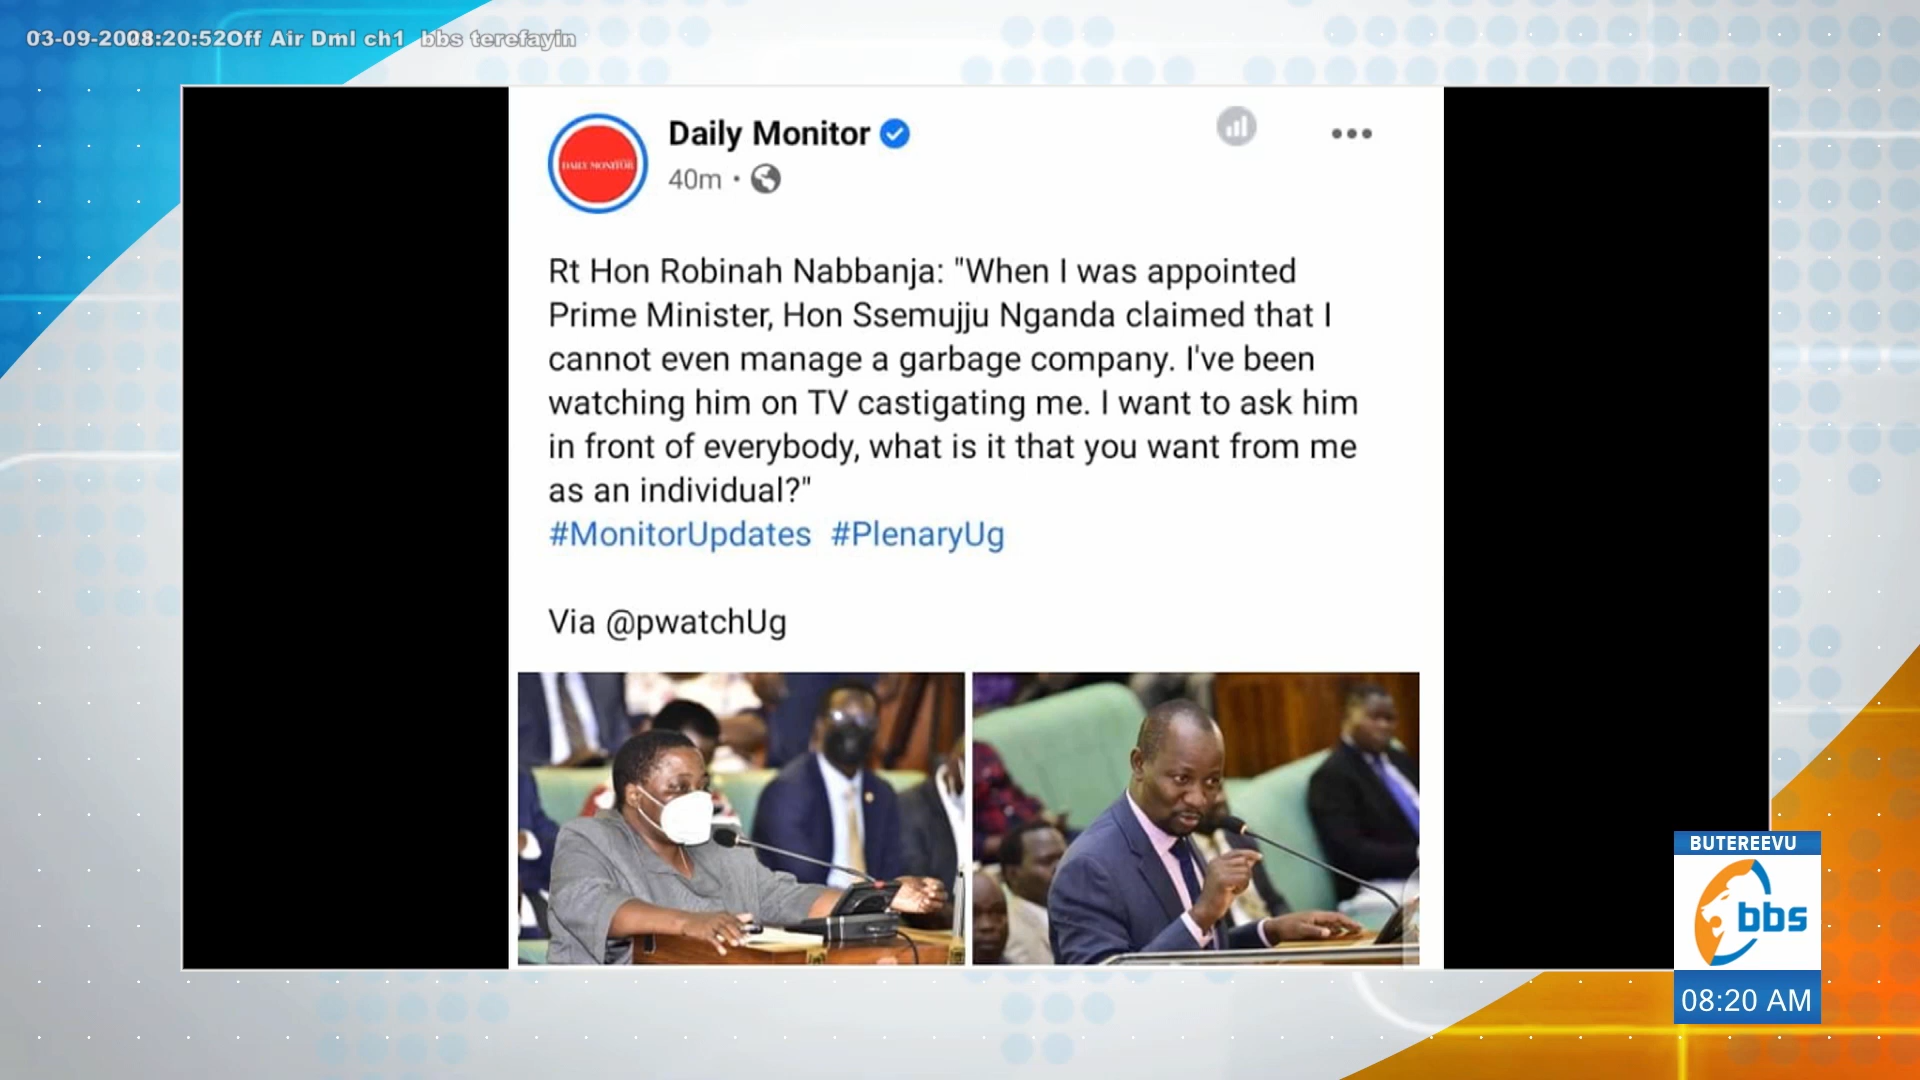 03-09-2008:20:52Off Air Dml ch1 bbs terefayin
Daily Monitor
DAILY MONITOR
40m
Rt Hon Robinah Nabbanja: "When I was appointed
Prime Minister, Hon Ssemujju Nganda claimed that I
cannot even manage a garbage company. I've been
watching him on TV castigating me. I want to ask him
in front of everybody, what is it that you want from me
as an individual?"
#MonitorUpdates #PlenaryUg
Via @pwatchUg
BUTEREEVU
bbs
08:20 AM